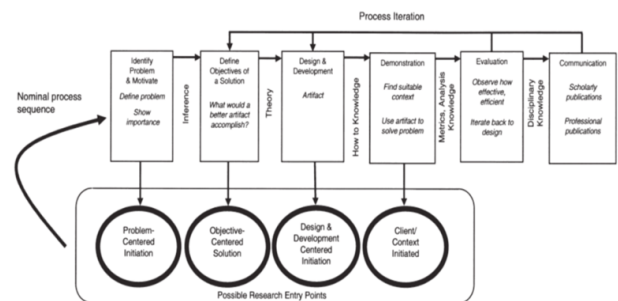 Process Iteration
Nominal process
sequence
Identify
Problem
& Motivate
Define problem
Show
importance
Inference
Define
Objectives of
a Solution
What would a
better artifact
accomplish?
Theory
Design &
Development
Artifact
How to Knowledge
Demonstration
Find suitable
context
Use artifact to
solve problem
Metrics, Analysis
Knowledge
Evaluation
Observe how
effective,
efficient
Iterate back to
design
Disciplinary
Knowledge
Communication
Scholarly
publications
Professional
publications
Problem-
Centered
Initiation
Objective-
Centered
Solution
Design &
Development
Centered
Initiation
Client/
Context
Initiated
Possible Research Entry Points